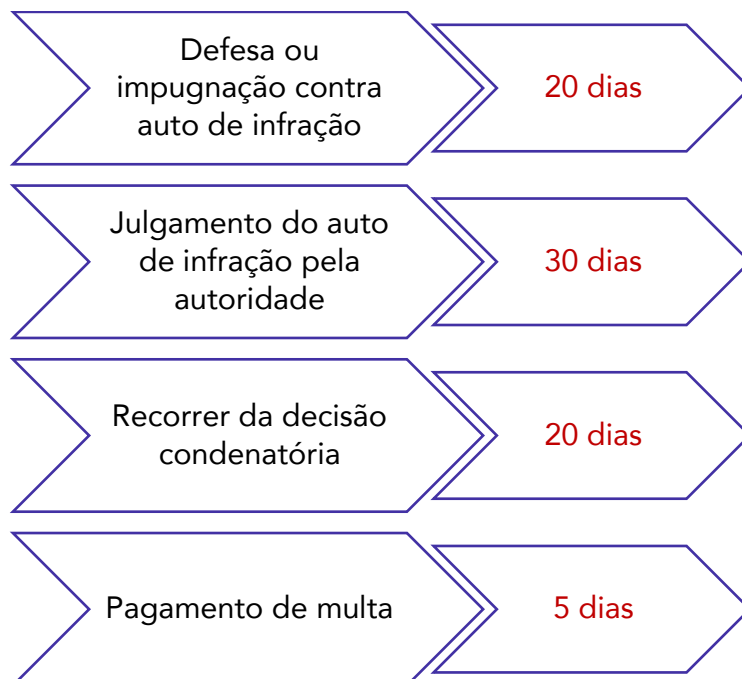 Defesa ou
impugnação contra
auto de infração
20 dias
Julgamento do auto
de infração pela
autoridade
30 dias
Recorrer da decisão
condenatória
20 dias
Pagamento de multa
5 dias